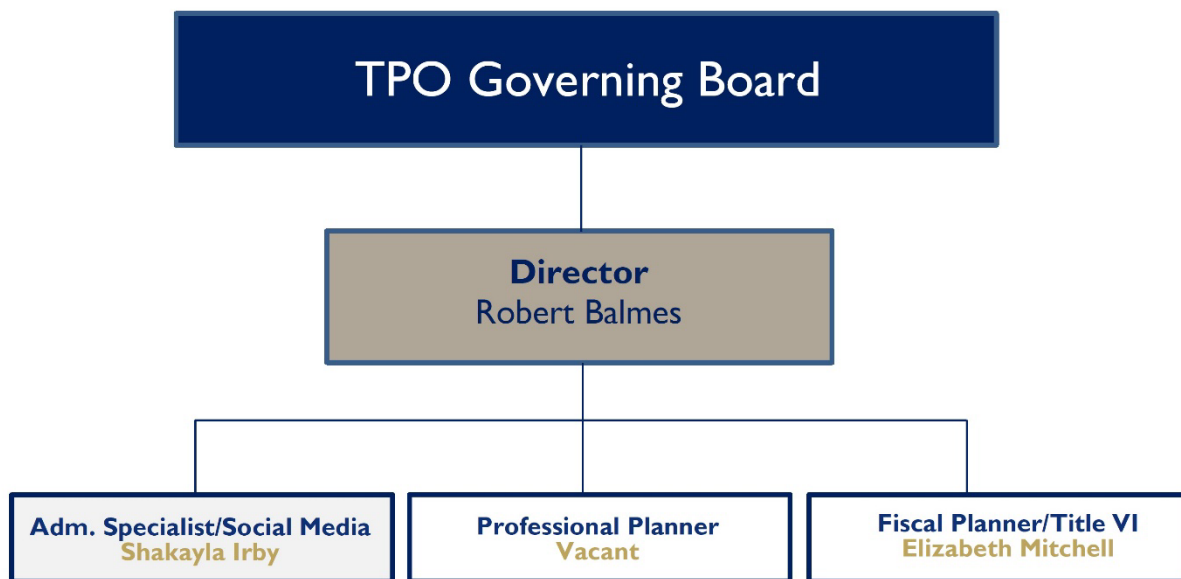 TPO Governing Board
Director
Robert Balmes
Adm. Specialist/Social Media
Shakayla Irby
Professional Planner
Vacant
Fiscal Planner/Title VI
Elizabeth Mitchell